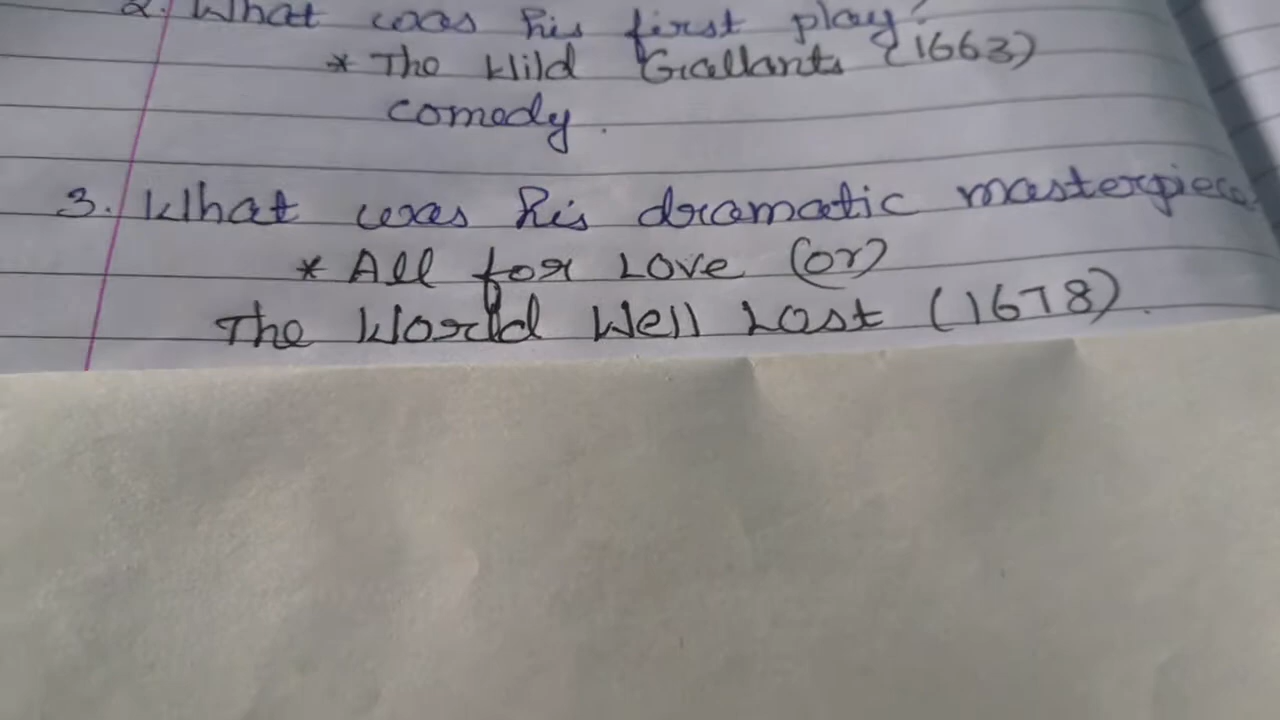 2. What was his first play?
* The Wild Gallants (1663)
comedy.
3. What was his dramatic masterpiece
* All for Love (or)
The World Well Lost (1678).